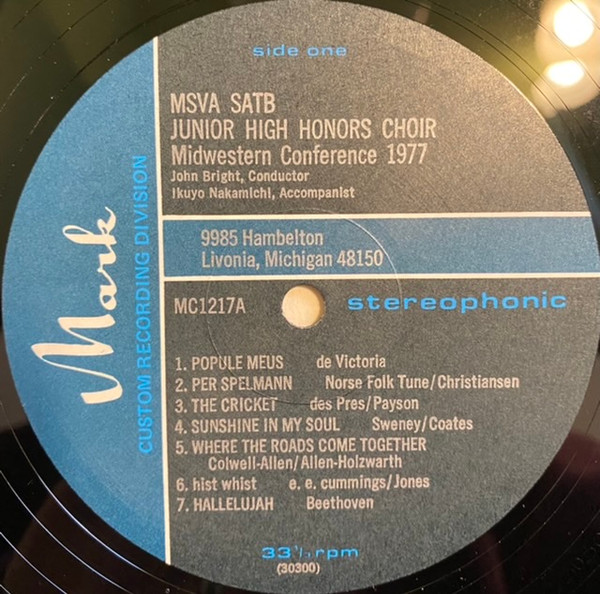 side one
MSVA SATB
JUNIOR HIGH HONORS CHOIR
Midwestern Conference 1977
John Bright, Conductor
Ikuyo Nakamichi, Accompanist
Mark
CUSTOM RECORDING DIVISION
9985 Hambelton
Livonia, Michigan 48150
MC1217A
stereophonic
1. POPULE MEUS de Victoria
2. PER SPELMANN Norse Folk Tune/Christiansen
3. THE CRICKET des Pres/Payson
4. SUNSHINE IN MY SOUL Sweney/Coates
5. WHERE THE ROADS COME TOGETHER
Colwell-Allen/Allen-Holzwarth
6. hist whist e. e. cummings/Jones
7. HALLELUJAH Beethoven
33⅓ rpm
(30300)